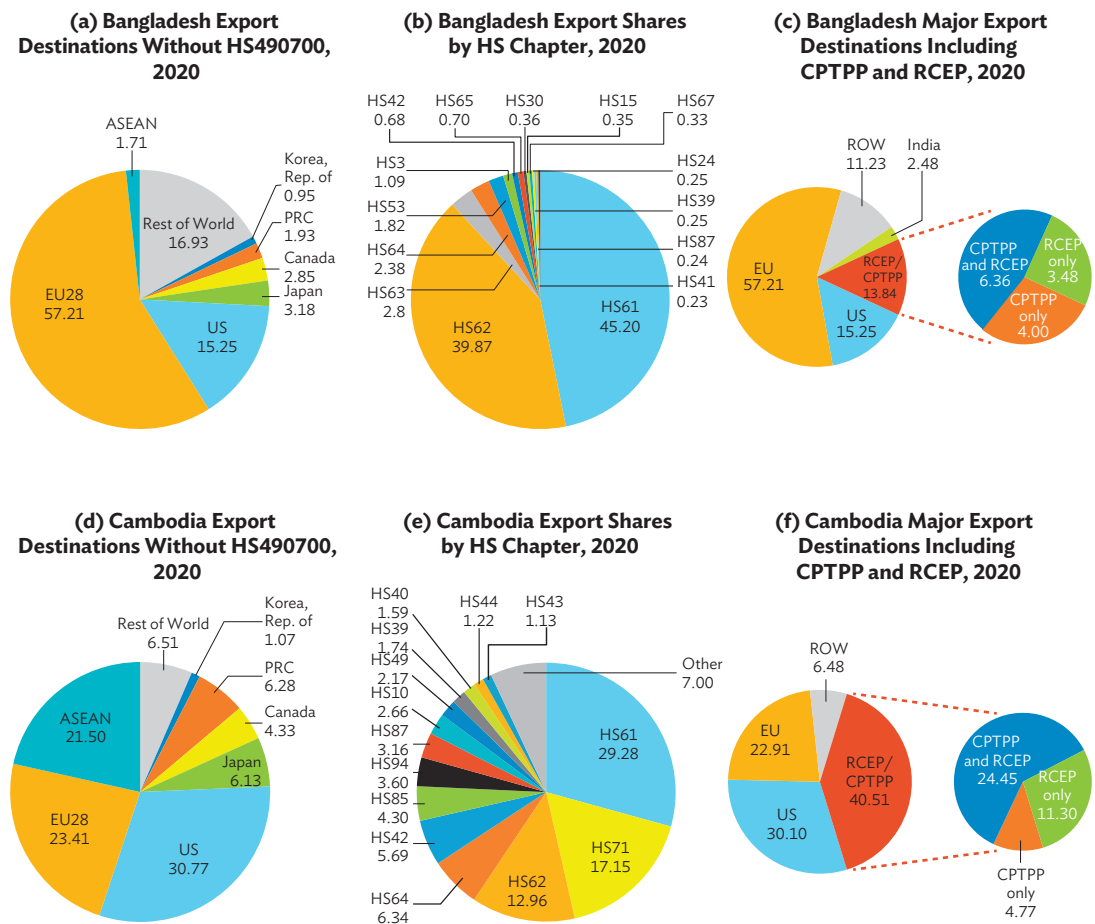 (a) Bangladesh Export
Destinations Without HS490700,
2020
ASEAN
1.71
Korea,
Rep. of
0.95
Rest of World
16.93
PRC
1.93
Canada
2.85
Japan
3.18
EU28
57.21
US
15.25
(b) Bangladesh Export Shares
by HS Chapter, 2020
HS42
0.68
HS65
0.70
HS30
0.36
HS15
0.35
HS67
0.33
HS3
1.09
HS24
0.25
HS53
1.82
HS39
0.25
HS64
2.38
HS87
0.24
HS63
2.8
HS41
0.23
HS61
45.20
HS62
39.87
(c) Bangladesh Major Export
Destinations Including
CPTPP and RCEP, 2020
ROW
11.23
India
2.48
EU
57.21
RCEP/
CPTPP
13.84
US
15.25
CPTPP
and RCEP
6.36
RCEP
only
3.48
CPTPP
only
4.00
(d) Cambodia Export
Destinations Without HS490700,
2020
Rest of World
6.51
Korea,
Rep. of
1.07
PRC
6.28
Canada
4.33
ASEAN
21.50
Japan
6.13
EU28
23.41
US
30.77
(e) Cambodia Export Shares
by HS Chapter, 2020
HS40
1.59
HS44
1.22
HS43
1.13
HS39
1.74
HS49
2.17
Other
7.00
HS10
2.66
HS87
3.16
HS94
3.60
HS85
4.30
HS42
5.69
HS64
6.34
HS61
29.28
HS71
17.15
HS62
12.96
(f) Cambodia Major Export
Destinations Including
CPTPP and RCEP, 2020
ROW
6.48
EU
22.91
RCEP/
CPTPP
40.51
US
30.10
CPTPP
and RCEP
24.45
RCEP
only
11.30
CPTPP
only
4.77